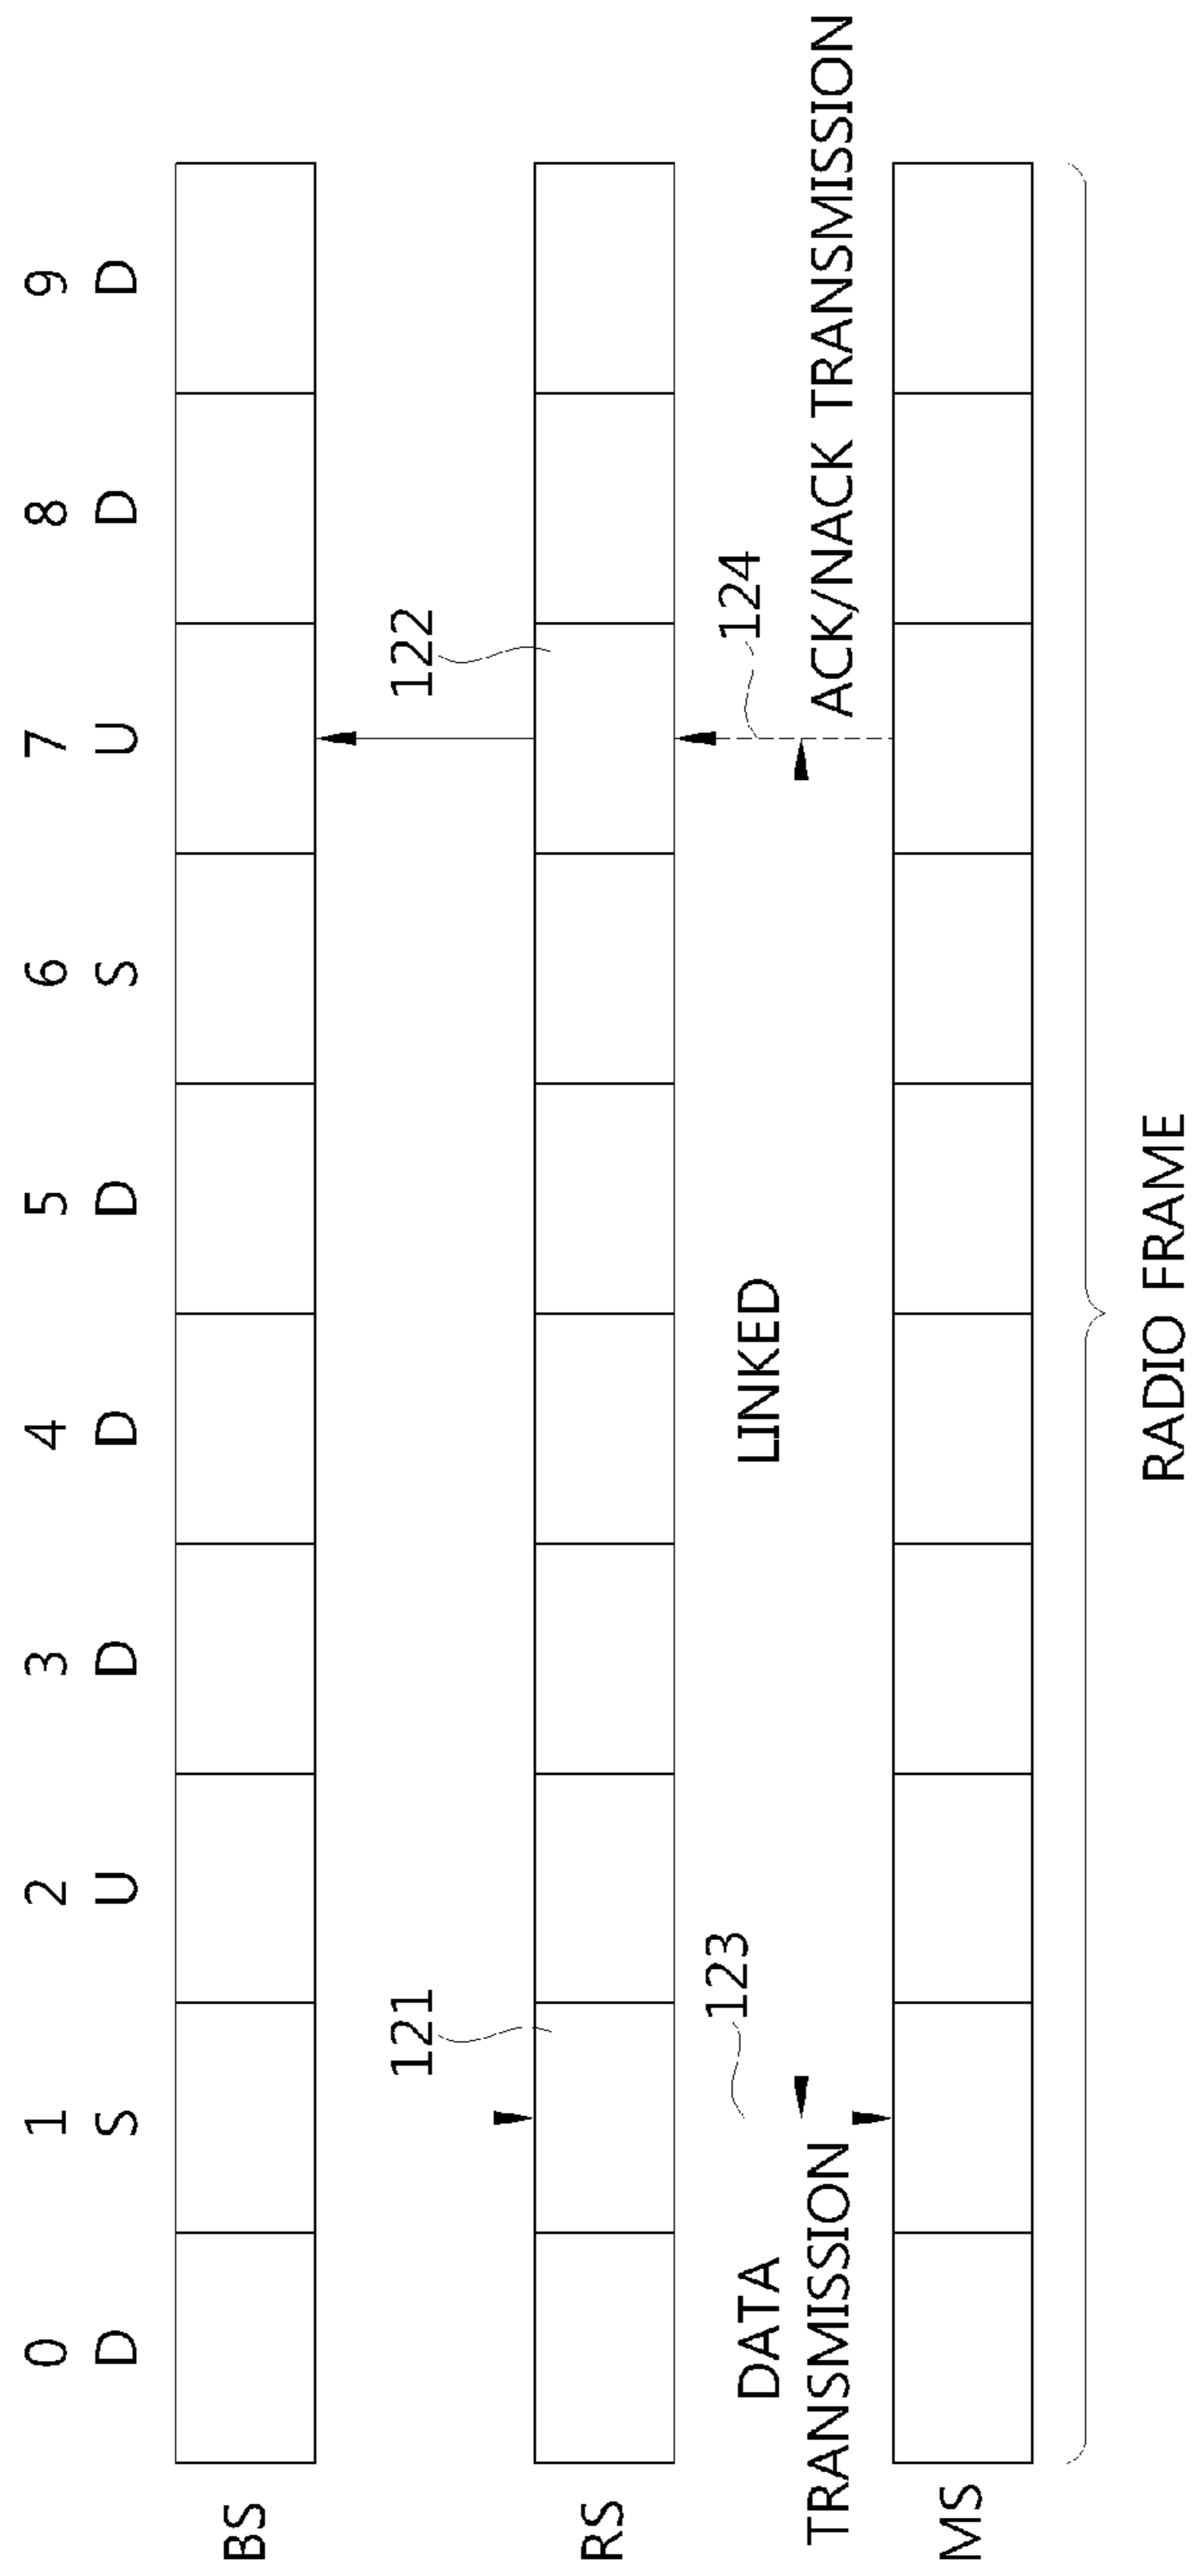 0 1 2 3 4 5 6 7 8 9
D S U D D D S U D D
BS
121 122
RS
123 124
DATA LINKED
TRANSMISSION ACK/NACK TRANSMISSION
MS
RADIO FRAME